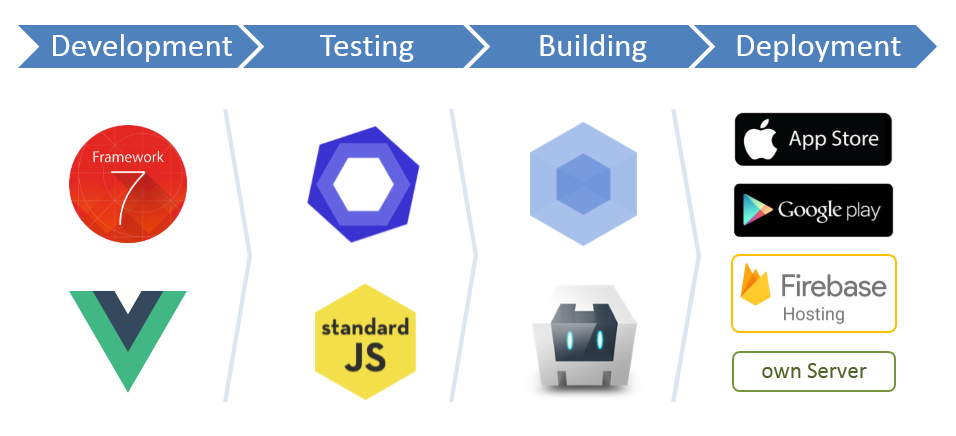 Development
Testing
Building
Deployment
Framework
7
standard
JS
App Store
Google play
Firebase
Hosting
own Server